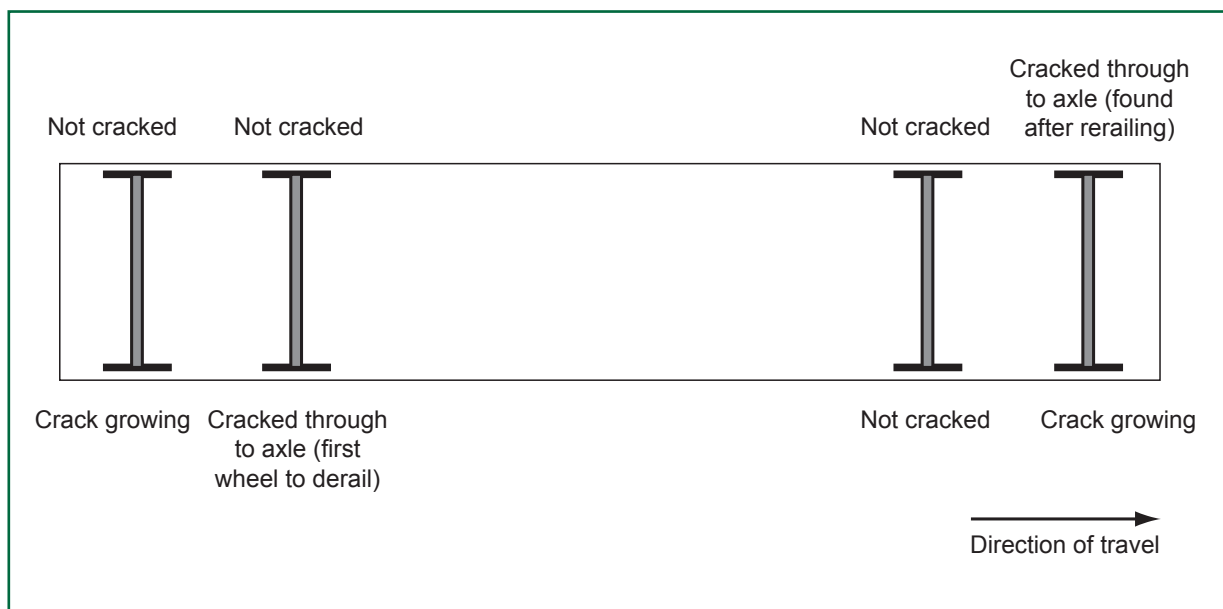 Not cracked
Not cracked
Not cracked
Cracked through
to axle (found
after rerailing)
Crack growing
Cracked through
to axle (first
wheel to derail)
Not cracked
Crack growing
Direction of travel